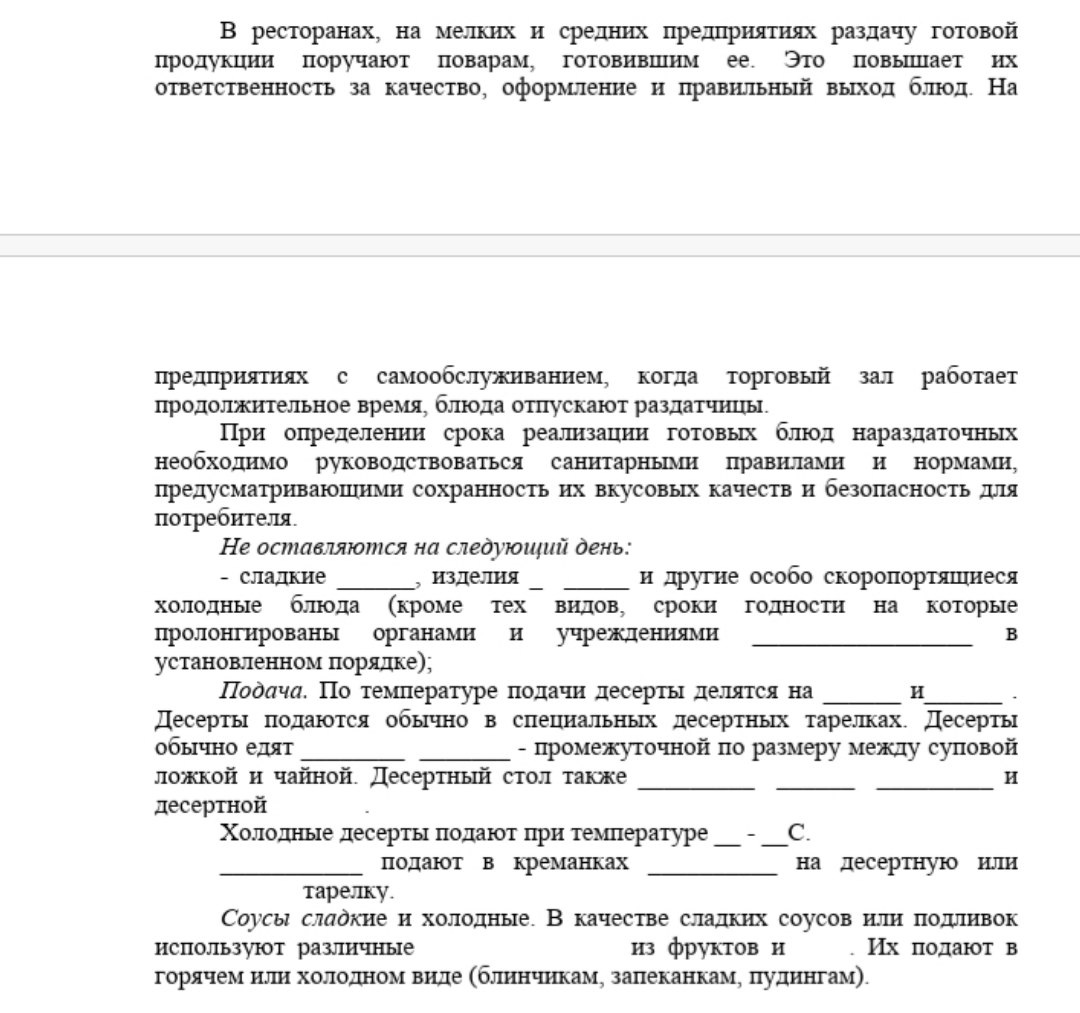 В ресторанах, на мелких и средних предприятиях раздачу готовой
продукции поручают поварам, готовившим ее. Это повышает их
ответственность за качество, оформление и правильный выход блюд. На
предприятиях с самообслуживанием, когда торговый зал работает
продолжительное время, блюда отпускают раздатчицы.
При определении срока реализации готовых блюд нараздаточных
необходимо руководствоваться санитарными правилами и нормами,
предусматривающими сохранность их вкусовых качеств и безопасность для
потребителя.
Не оставляются на следующий день:
- сладкие ______, изделия _ _____ и другие особо скоропортящиеся
холодные блюда (кроме тех видов, сроки годности на которые
пролонгированы органами и учреждениями _________________ в
установленном порядке);
Подача. По температуре подачи десерты делятся на ______ и______ .
Десерты подаются обычно в специальных десертных тарелках. Десерты
обычно едят ________ _______ - промежуточной по размеру между суповой
ложкой и чайной. Десертный стол также _________ ______ _________ и
десертной .
Холодные десерты подают при температуре __ - __С.
___________ подают в креманках __________ на десертную или
тарелку.
Соусы сладкие и холодные. В качестве сладких соусов или подливок
используют различные из фруктов и . Их подают в
горячем или холодном виде (блинчикам, запеканкам, пудингам).